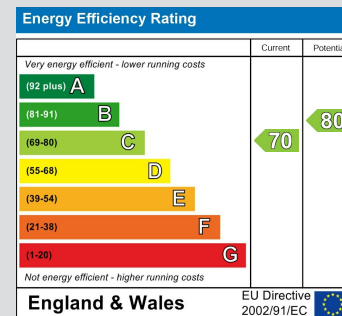 Energy Efficiency Rating
Current
Very energy efficient - lower running costs
(92 plus) A
(81-91) B
80
(69-80) C
70
(55-68) D
(39-54) E
(21-38) F
(1-20) G
Not energy efficient - higher running costs
England & Wales
EU Directive
2002/91/EC